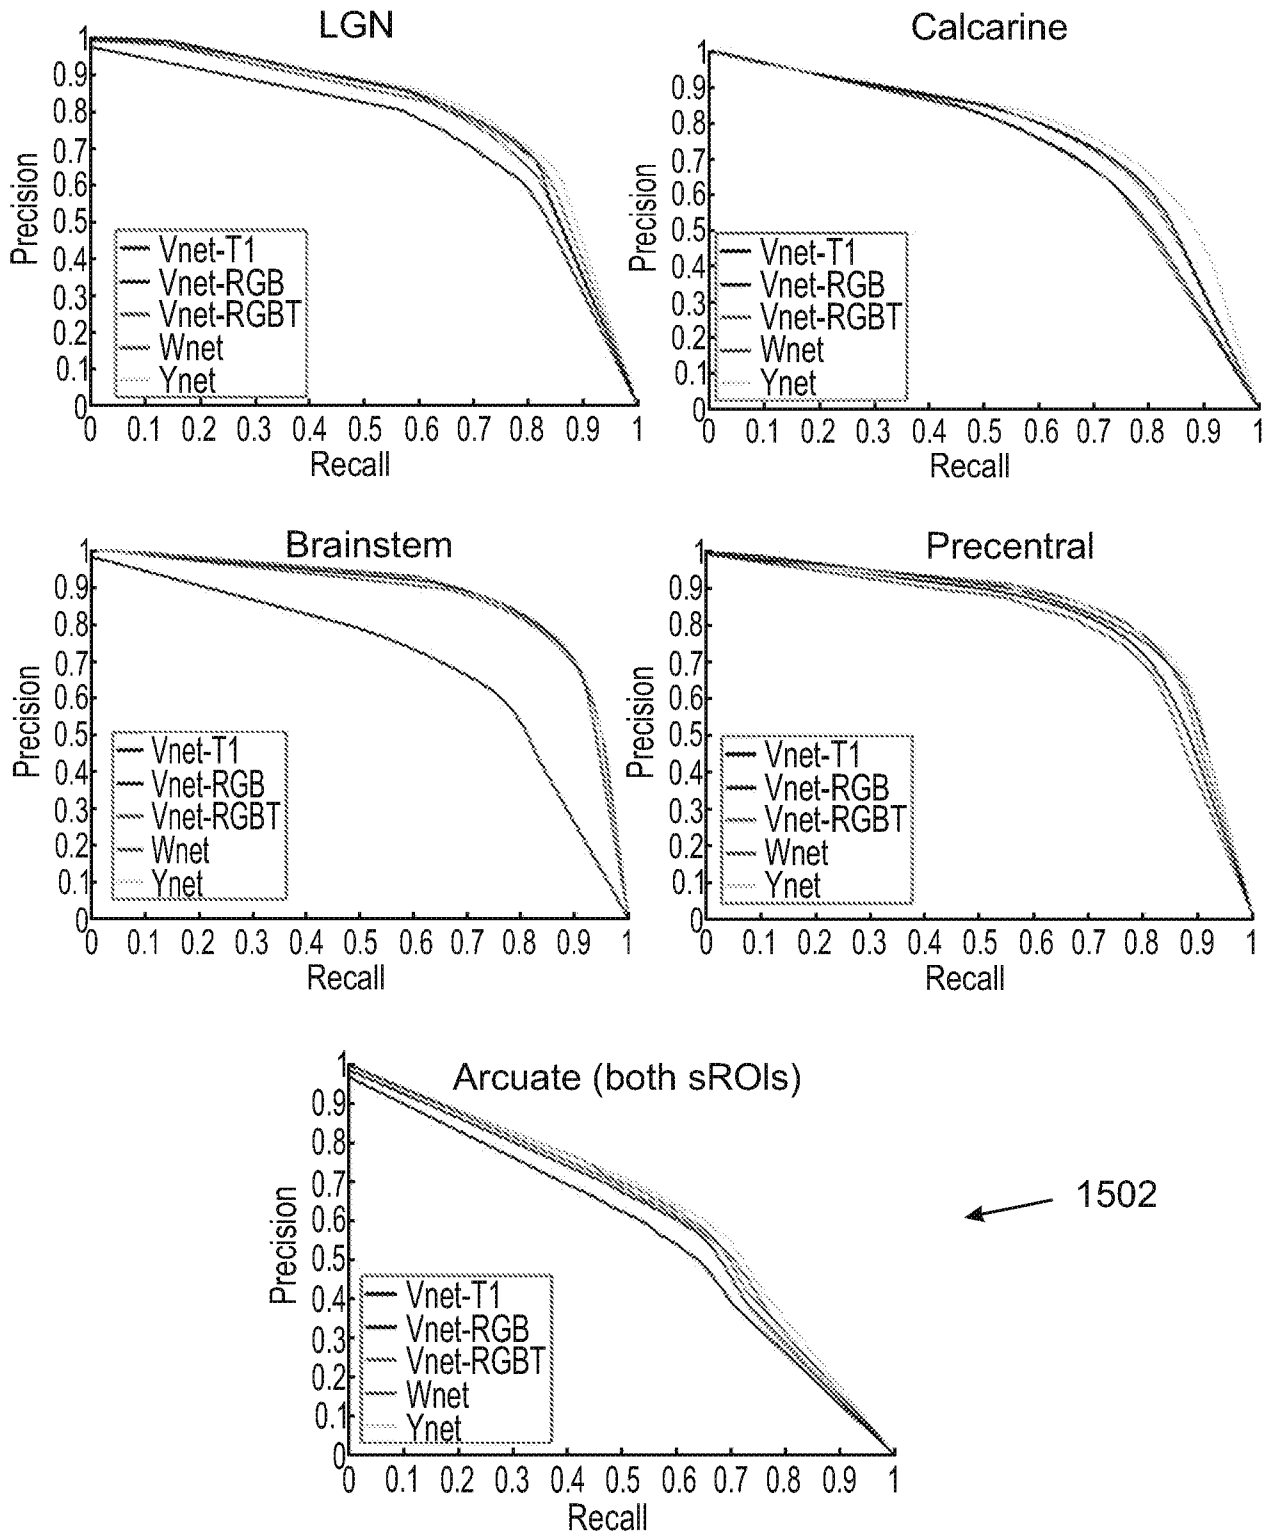 LGN
1
0.9
0.8
0.7
0.6
0.5
0.4
0.3
0.2
0.1
0
Precision
Vnet-T1
Vnet-RGB
Vnet-RGBT
Wnet
Ynet
0 0.1 0.2 0.3 0.4 0.5 0.6 0.7 0.8 0.9 1
Recall
Calcarine
1
0.9
0.8
0.7
0.6
0.5
0.4
0.3
0.2
0.1
0
Precision
Vnet-T1
Vnet-RGB
Vnet-RGBT
Wnet
Ynet
0 0.1 0.2 0.3 0.4 0.5 0.6 0.7 0.8 0.9 1
Recall
Brainstem
1
0.9
0.8
0.7
0.6
0.5
0.4
0.3
0.2
0.1
0
Precision
Vnet-T1
Vnet-RGB
Vnet-RGBT
Wnet
Ynet
0 0.1 0.2 0.3 0.4 0.5 0.6 0.7 0.8 0.9 1
Recall
Precentral
1
0.9
0.8
0.7
0.6
0.5
0.4
0.3
0.2
0.1
0
Precision
Vnet-T1
Vnet-RGB
Vnet-RGBT
Wnet
Ynet
0 0.1 0.2 0.3 0.4 0.5 0.6 0.7 0.8 0.9 1
Recall
Arcuate (both sROIs)
1
0.9
0.8
0.7
0.6
0.5
0.4
0.3
0.2
0.1
0
Precision
Vnet-T1
Vnet-RGB
Vnet-RGBT
Wnet
Ynet
0 0.1 0.2 0.3 0.4 0.5 0.6 0.7 0.8 0.9 1
Recall
1502